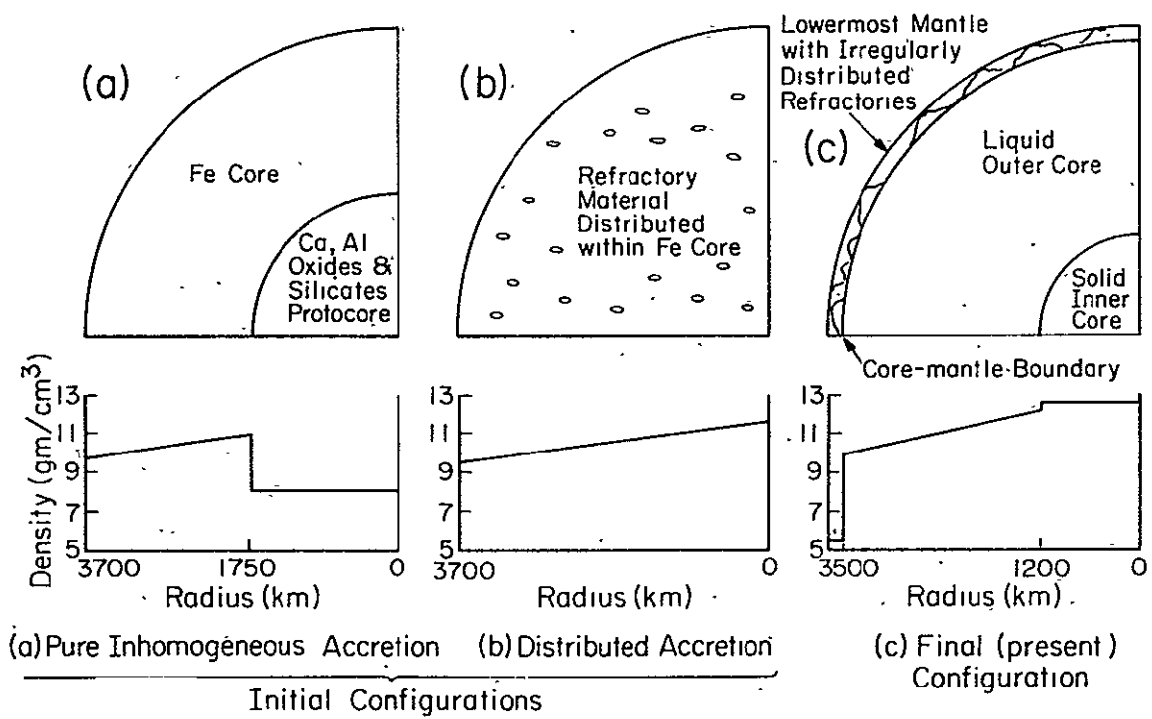 (a)
Fe Core
Ca, Al
Oxides &
Silicates
Protocore
(b)
Refractory
Material
Distributed
within Fe Core
Lowermost Mantle
with Irregularly
Distributed
Refractories
(c)
Liquid
Outer Core
Solid
Inner
Core
Core-mantle-Boundary
Density (gm/cm³)
13
11
9
7
5
3700
1750
0
Radius (km)
13
11
9
7
5
3700
0
Radius (km)
13
11
9
7
5
3500
1200
0
Radius (km)
(a) Pure Inhomogeneous Accretion
(b) Distributed Accretion
Initial Configurations
(c) Final (present)
Configuration